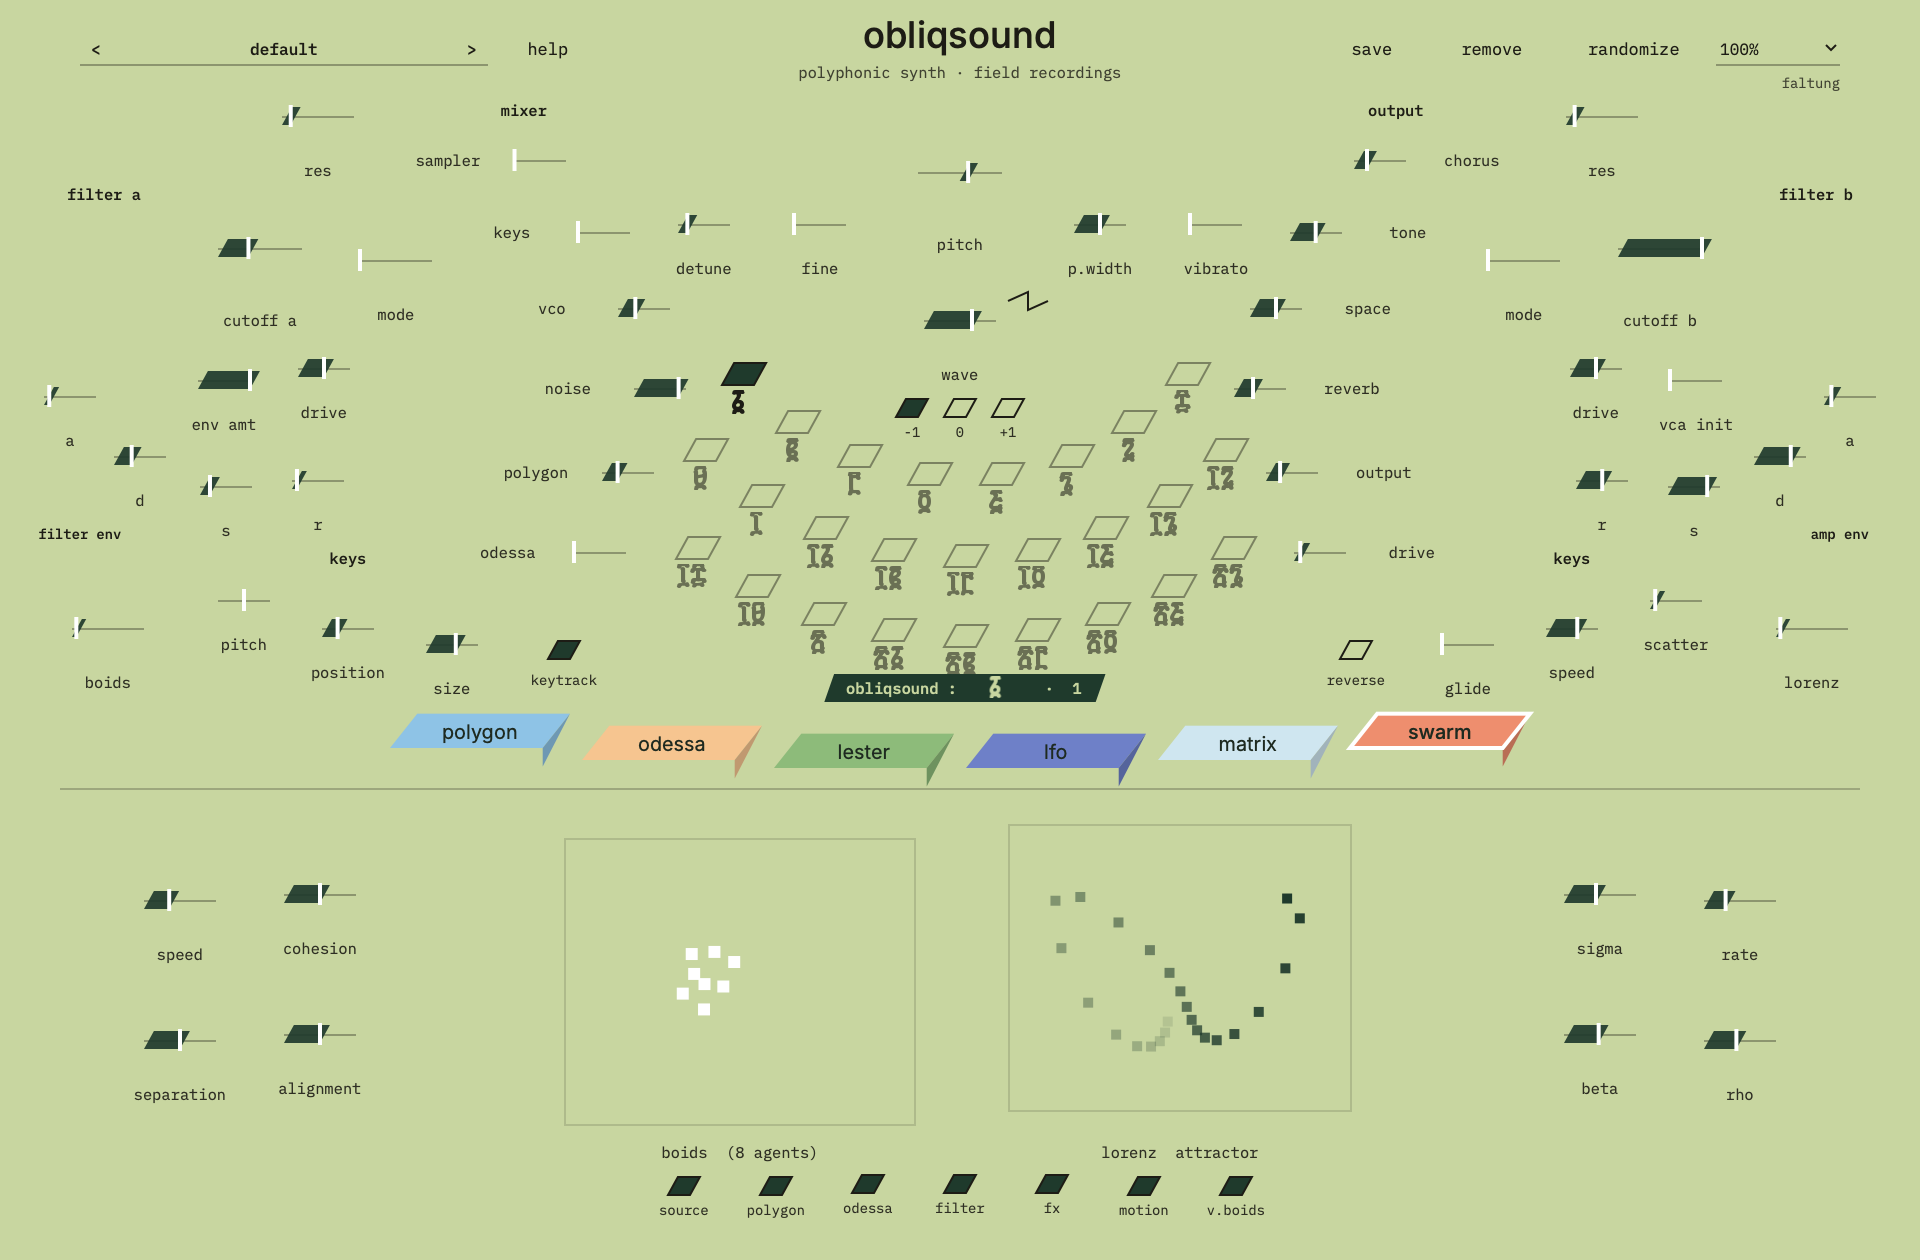 < default >
help
obliqsound
polyphonic synth · field recordings
save
remove
randomize
100%
faltung
res
mixer
output
res
sampler
chorus
filter a
filter b
keys
detune
fine
pitch
p.width
vibrato
tone
cutoff a
mode
vco
space
mode
cutoff b
noise
wave
reverb
a
env amt
drive
-1
0
+1
drive
vca init
a
d
polygon
output
d
s
r
r
s
filter env
keys
odessa
drive
keys
amp env
boids
pitch
position
size
keytrack
reverse
glide
speed
scatter
lorenz
obliqsound :
· 1
polygon
odessa
lester
lfo
matrix
swarm
speed
cohesion
sigma
rate
separation
alignment
beta
rho
boids (8 agents)
lorenz attractor
source
polygon
odessa
filter
fx
motion
v.boids